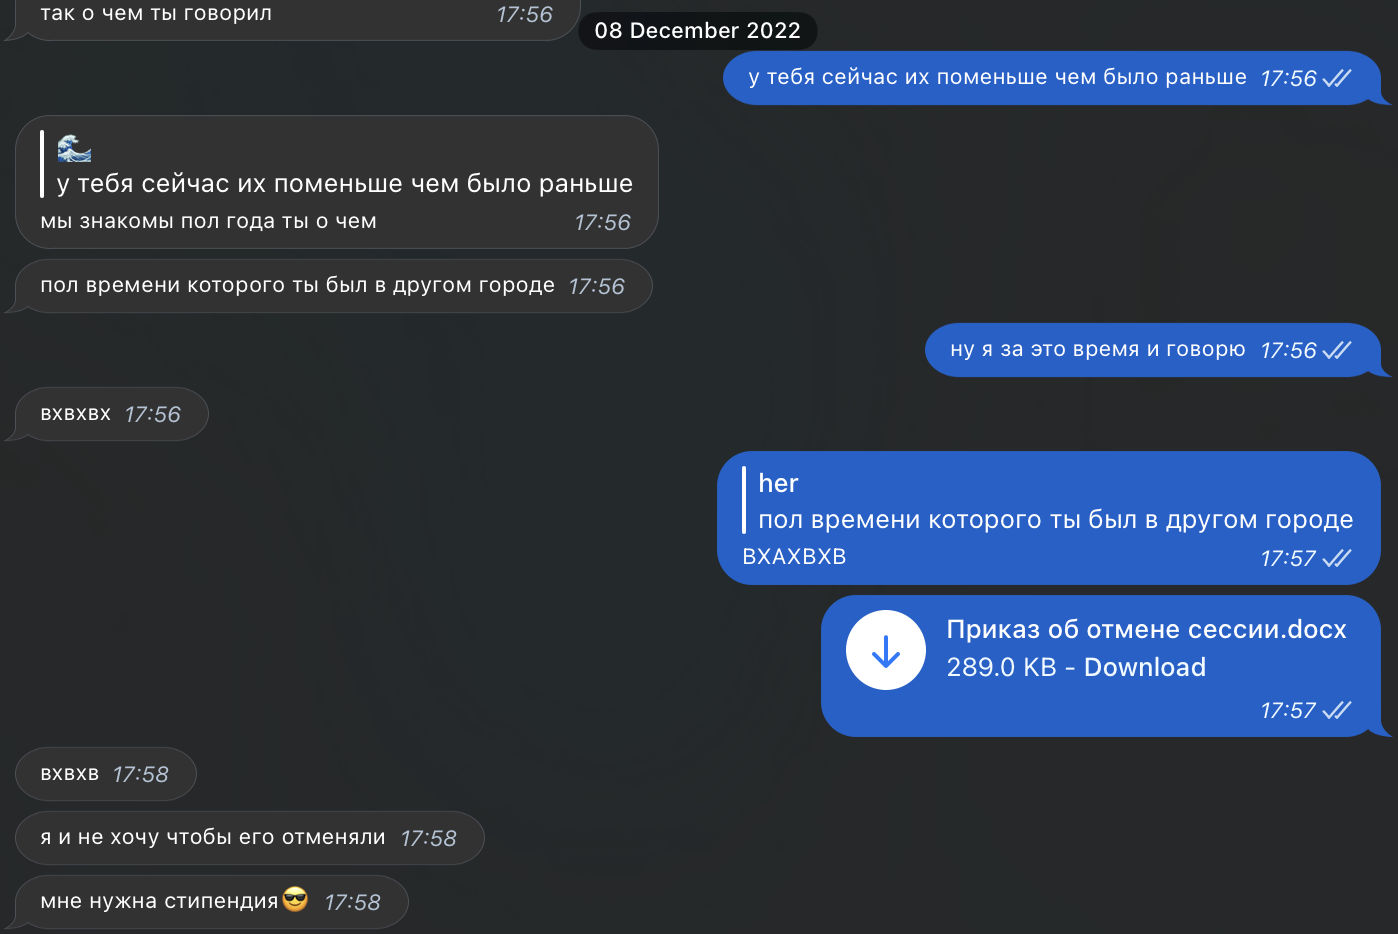 так о чем ты говорил 17:56
08 December 2022
у тебя сейчас их поменьше чем было раньше 17:56
🌊
у тебя сейчас их поменьше чем было раньше
мы знакомы пол года ты о чем 17:56
пол времени которого ты был в другом городе 17:56
ну я за это время и говорю 17:56
вхвхвх 17:56
her
пол времени которого ты был в другом городе
ВХАХВХВ 17:57
Приказ об отмене сессии.docx
289.0 KB - Download
17:57
вхвхв 17:58
я и не хочу чтобы его отменяли 17:58
мне нужна стипендия😎 17:58